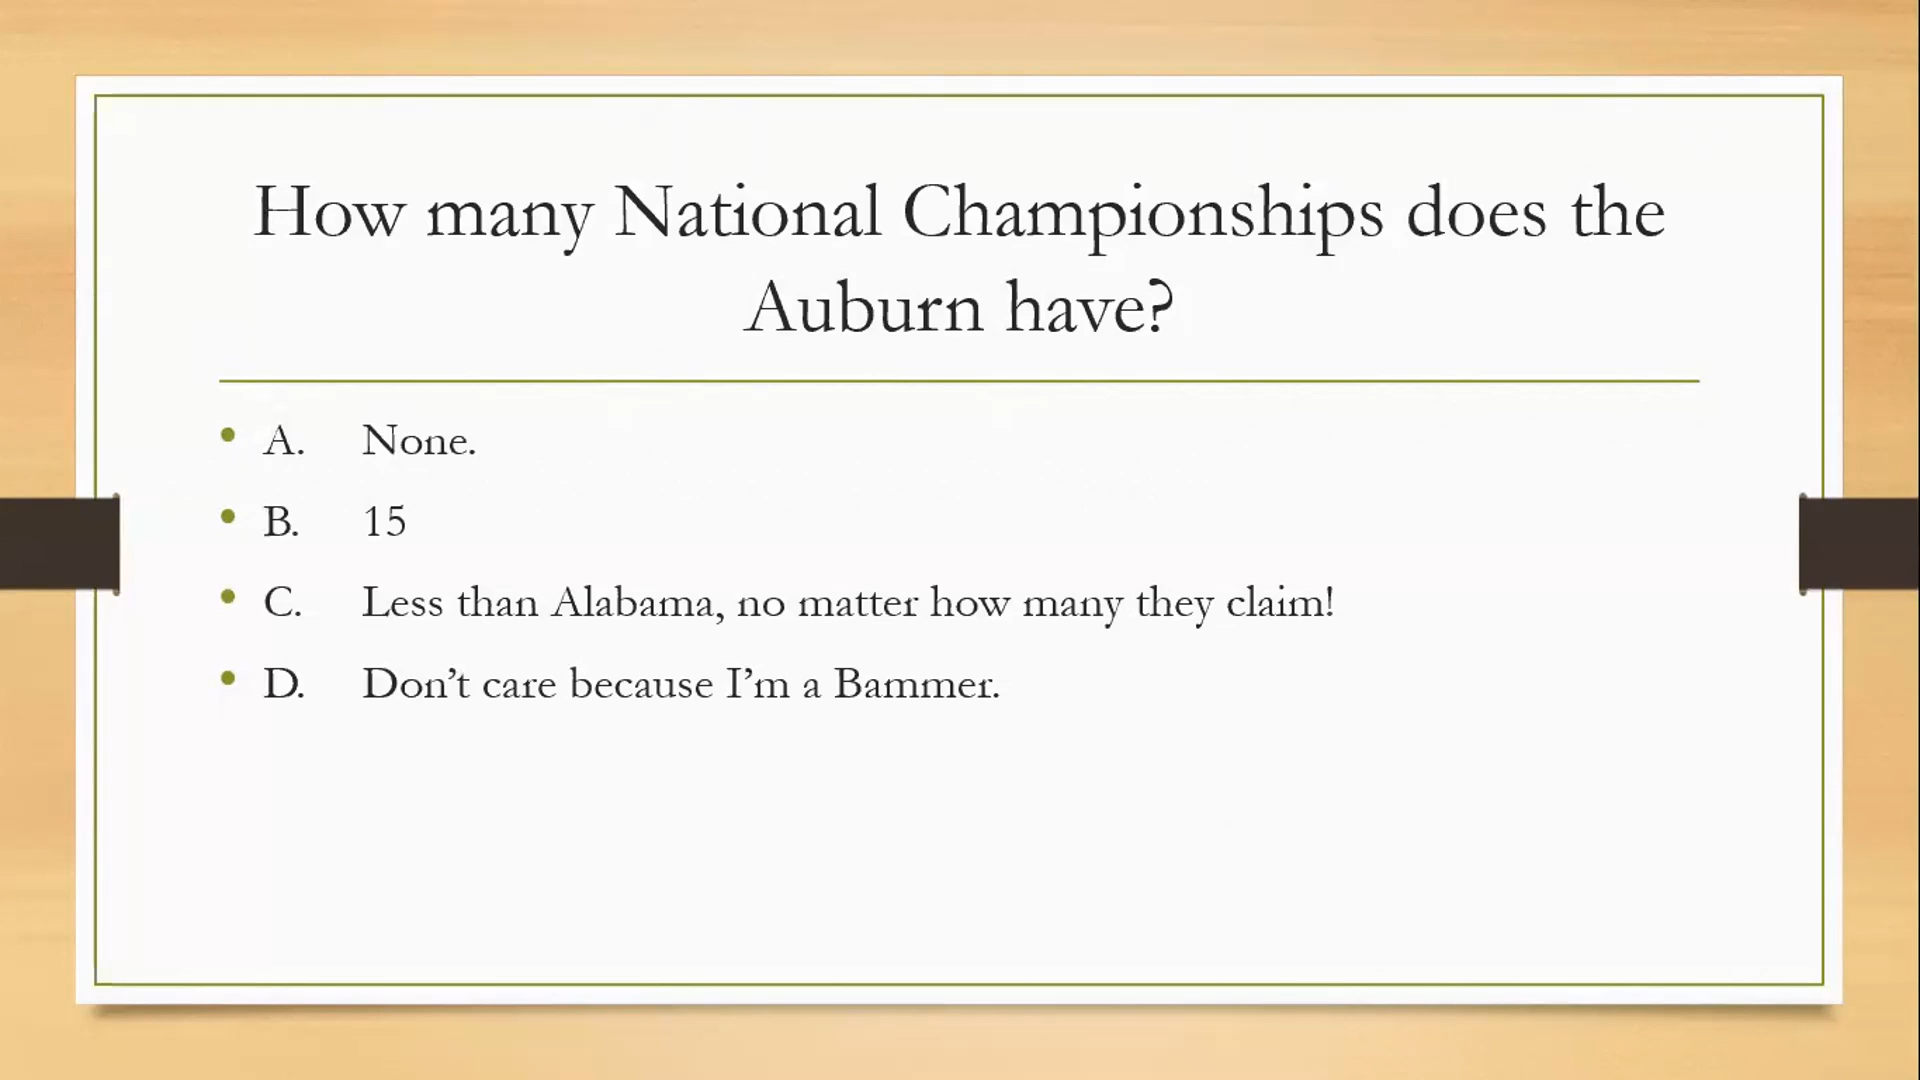 How many National Championships does the
Auburn have?
• A. None.
• B. 15
• C. Less than Alabama, no matter how many they claim!
• D. Don’t care because I’m a Bammer.